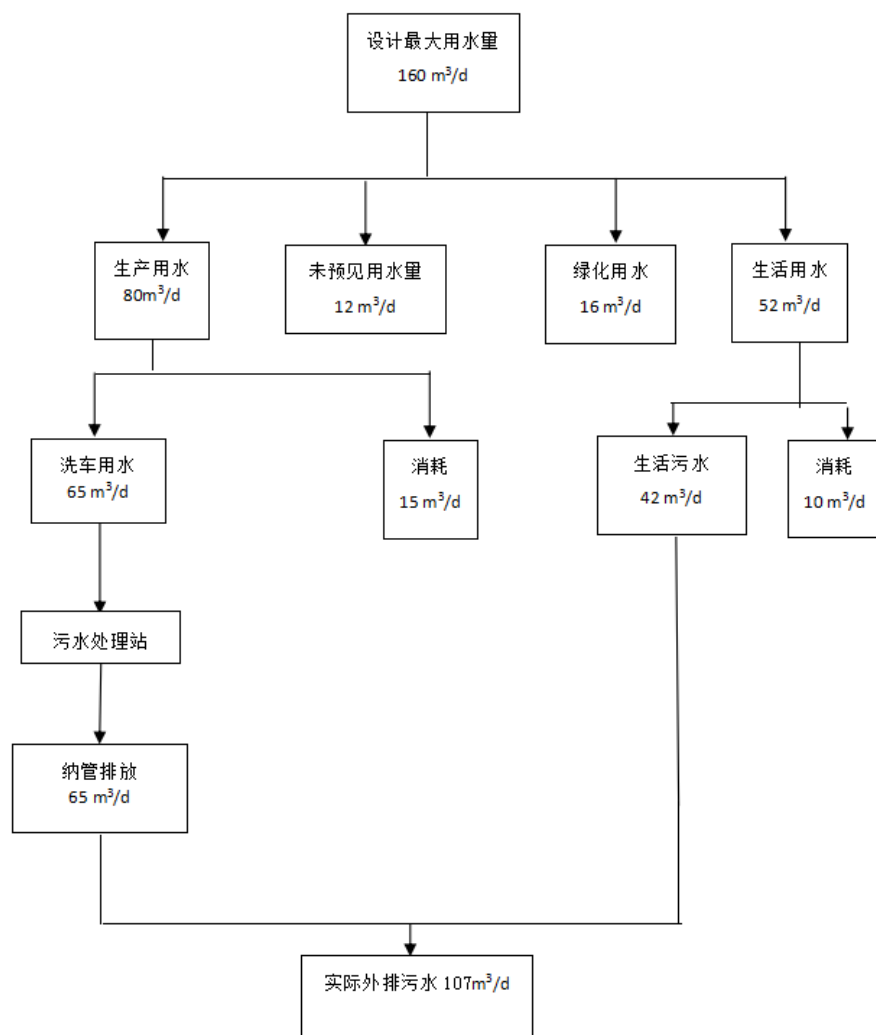 设计最大用水量
160 m³/d
生产用水
80m³/d
未预见用水量
12 m³/d
绿化用水
16 m³/d
生活用水
52 m³/d
洗车用水
65 m³/d
消耗
15 m³/d
生活污水
42 m³/d
消耗
10 m³/d
污水处理站
纳管排放
65 m³/d
实际外排污水 107m³/d